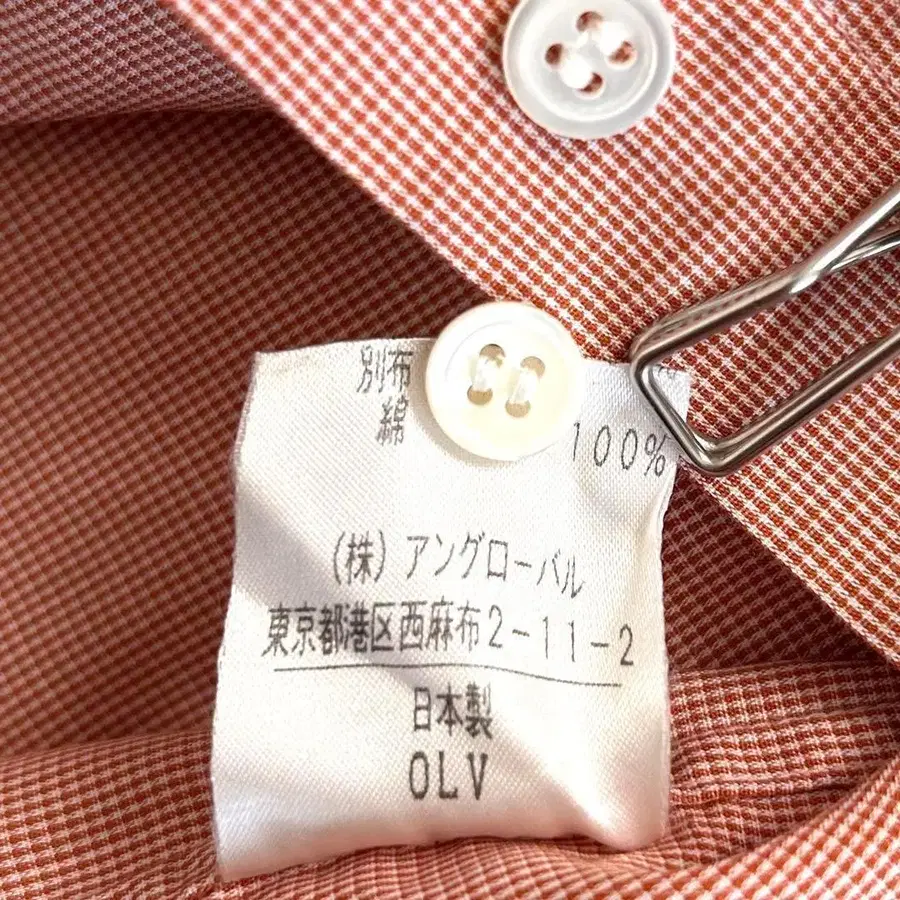 別布
綿 100%
(株)アングローバル
東京都港区西麻布2-11-2
日本製
OLV